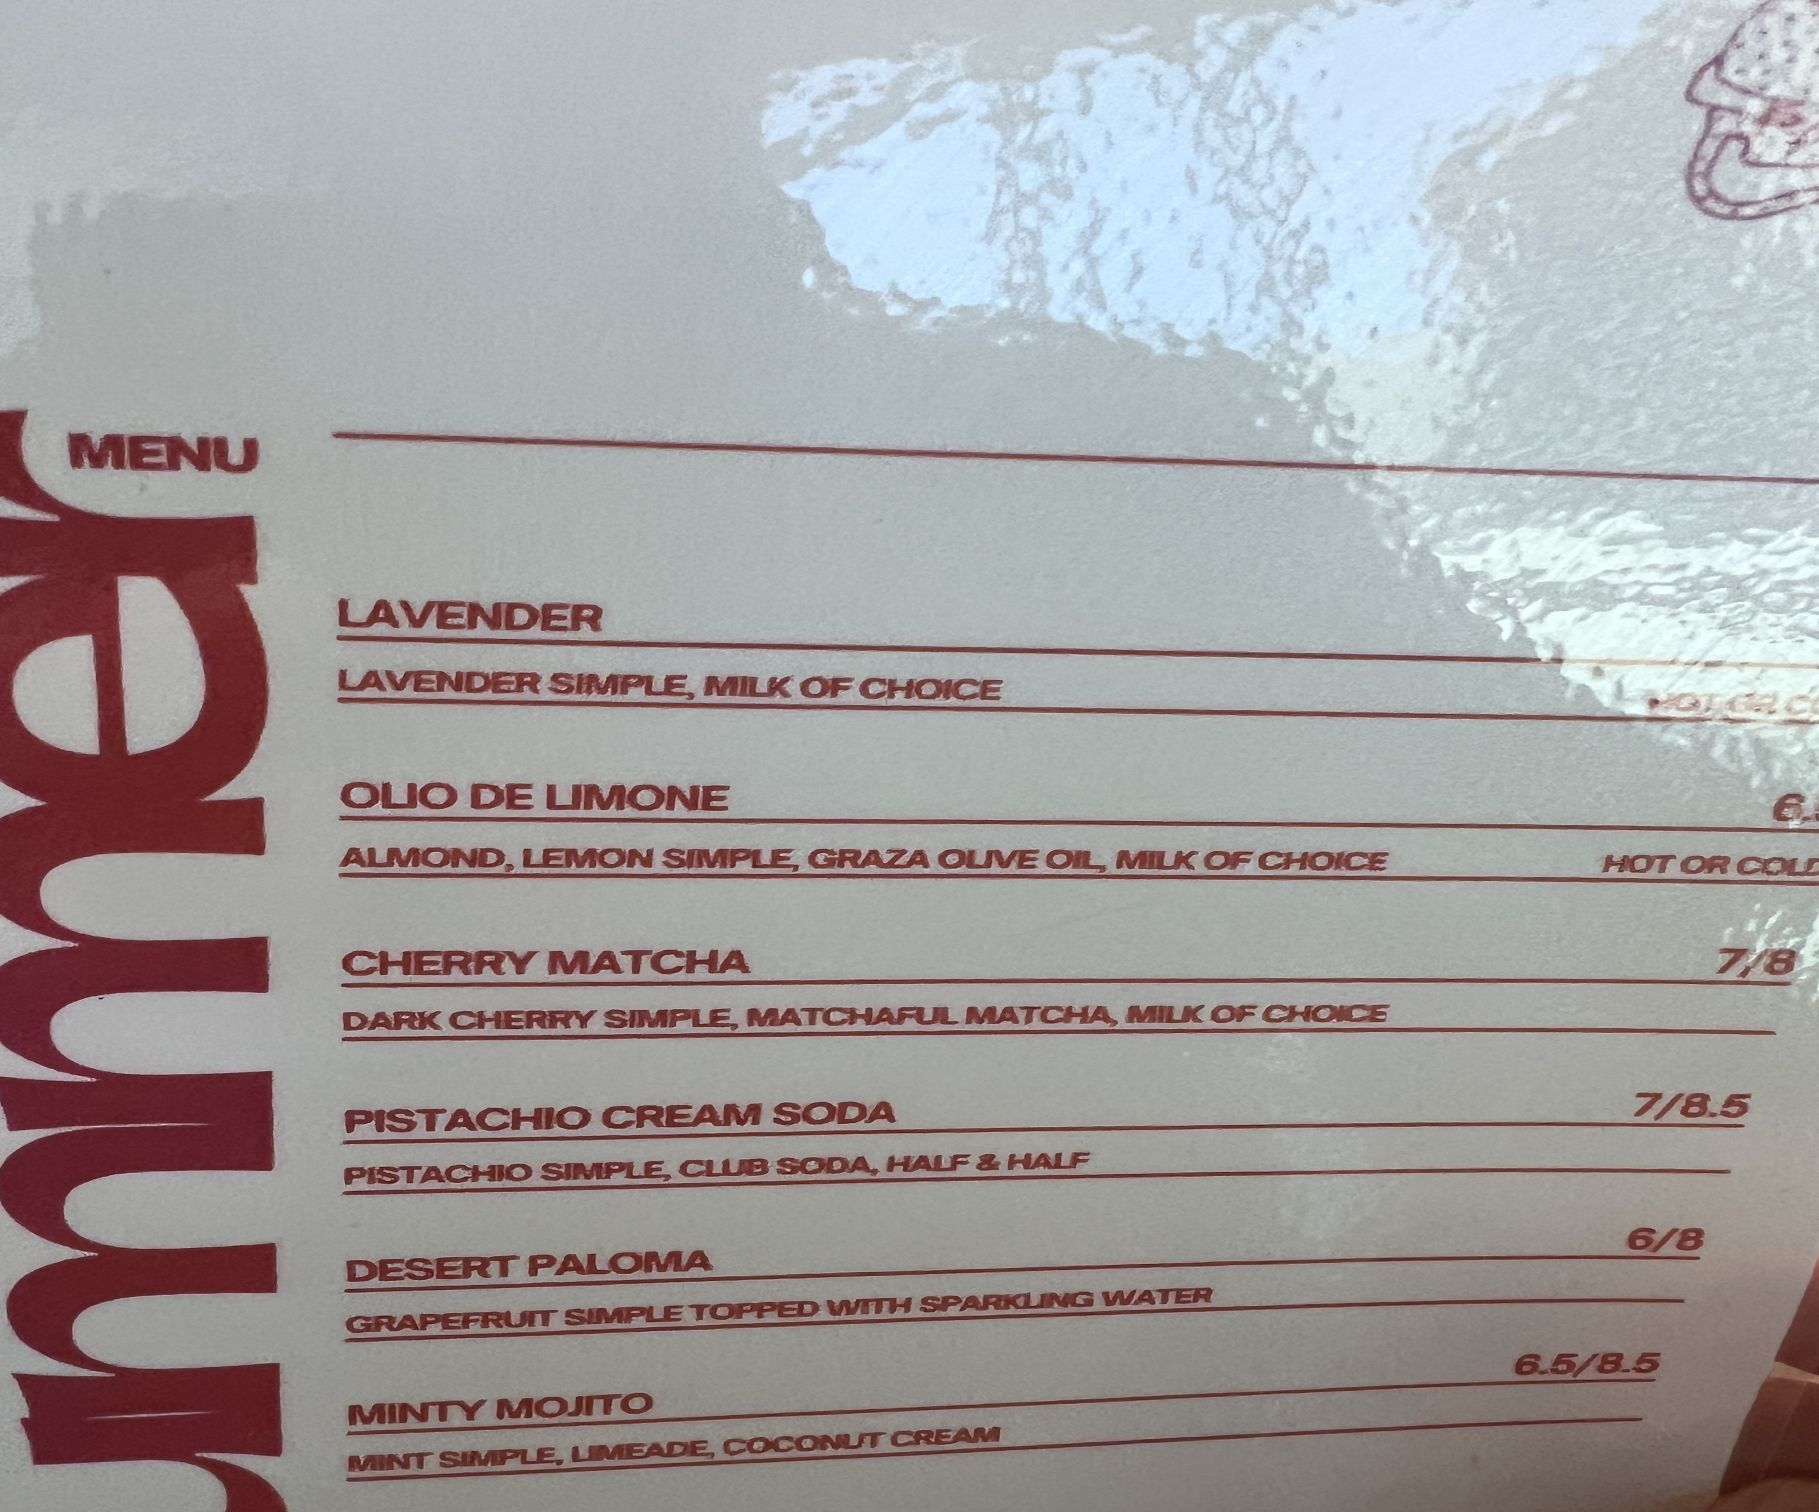 ummer
MENU
LAVENDER
LAVENDER SIMPLE, MILK OF CHOICE HOT OR
OLIO DE LIMONE
ALMOND, LEMON SIMPLE, GRAZA OLIVE OIL, MILK OF CHOICE HOT OR COLD
CHERRY MATCHA 7/8
DARK CHERRY SIMPLE, MATCHAFUL MATCHA, MILK OF CHOICE
PISTACHIO CREAM SODA 7/8.5
PISTACHIO SIMPLE, CLUB SODA, HALF & HALF
DESERT PALOMA 6/8
GRAPEFRUIT SIMPLE TOPPED WITH SPARKLING WATER
MINTY MOJITO 6.5/8.5
MINT SIMPLE, LIMEADE, COCONUT CREAM